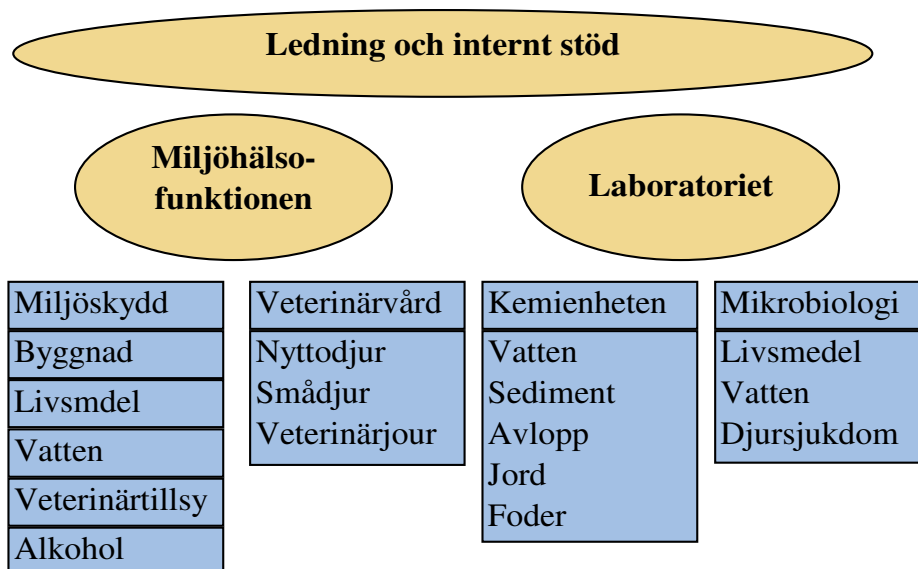 Ledning och internt stöd
Miljöhälso-
funktionen
Laboratoriet
Miljöskydd
Byggnad
Livsmdel
Vatten
Veterinärtillsy
Alkohol
Veterinärvård
Nyttodjur
Smådjur
Veterinärjour
Kemienheten
Vatten
Sediment
Avlopp
Jord
Foder
Mikrobiologi
Livsmedel
Vatten
Djursjukdom